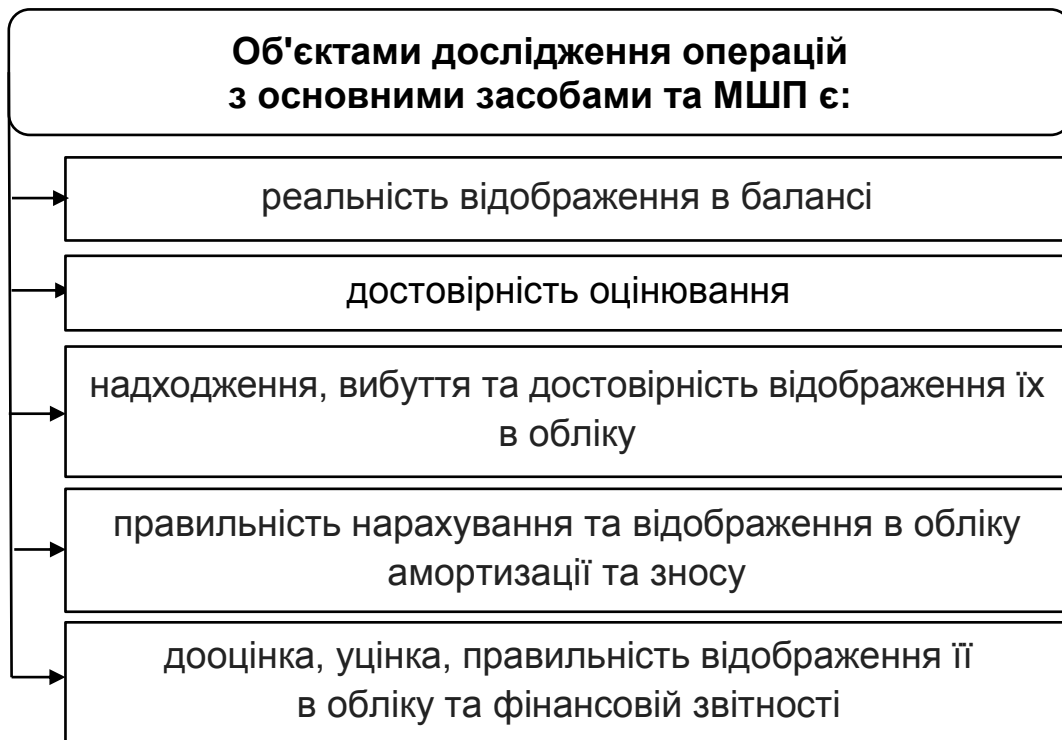 Об'єктами дослідження операцій
з основними засобами та МШП є:
реальність відображення в балансі
достовірність оцінювання
надходження, вибуття та достовірність відображення їх
в обліку
правильність нарахування та відображення в обліку
амортизації та зносу
дооцінка, уцінка, правильність відображення її
в обліку та фінансовій звітності